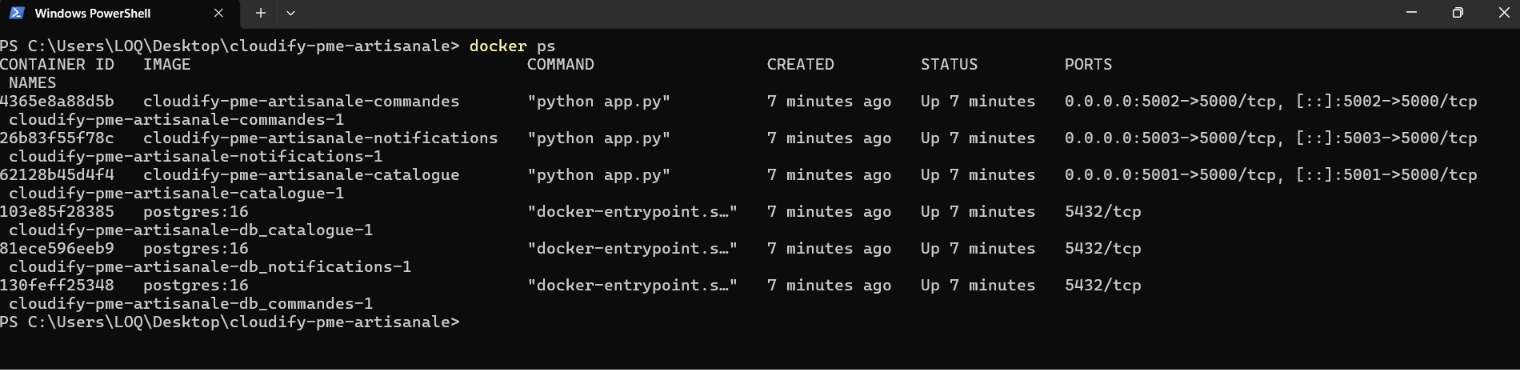 Windows PowerShell
PS C:\Users\LOQ\Desktop\cloudify-pme-artisanale> docker ps
CONTAINER ID   IMAGE                                   COMMAND                  CREATED         STATUS         PORTS
 NAMES
4365e8a88d5b   cloudify-pme-artisanale-commandes       "python app.py"          7 minutes ago   Up 7 minutes   0.0.0.0:5002->5000/tcp, [::]:5002->5000/tcp
 cloudify-pme-artisanale-commandes-1
26b83f55f78c   cloudify-pme-artisanale-notifications   "python app.py"          7 minutes ago   Up 7 minutes   0.0.0.0:5003->5000/tcp, [::]:5003->5000/tcp
 cloudify-pme-artisanale-notifications-1
62128b45d4f4   cloudify-pme-artisanale-catalogue       "python app.py"          7 minutes ago   Up 7 minutes   0.0.0.0:5001->5000/tcp, [::]:5001->5000/tcp
 cloudify-pme-artisanale-catalogue-1
103e85f28385   postgres:16                             "docker-entrypoint.s…"   7 minutes ago   Up 7 minutes   5432/tcp
 cloudify-pme-artisanale-db_catalogue-1
81ece596eeb9   postgres:16                             "docker-entrypoint.s…"   7 minutes ago   Up 7 minutes   5432/tcp
 cloudify-pme-artisanale-db_notifications-1
130feff25348   postgres:16                             "docker-entrypoint.s…"   7 minutes ago   Up 7 minutes   5432/tcp
 cloudify-pme-artisanale-db_commandes-1
PS C:\Users\LOQ\Desktop\cloudify-pme-artisanale>